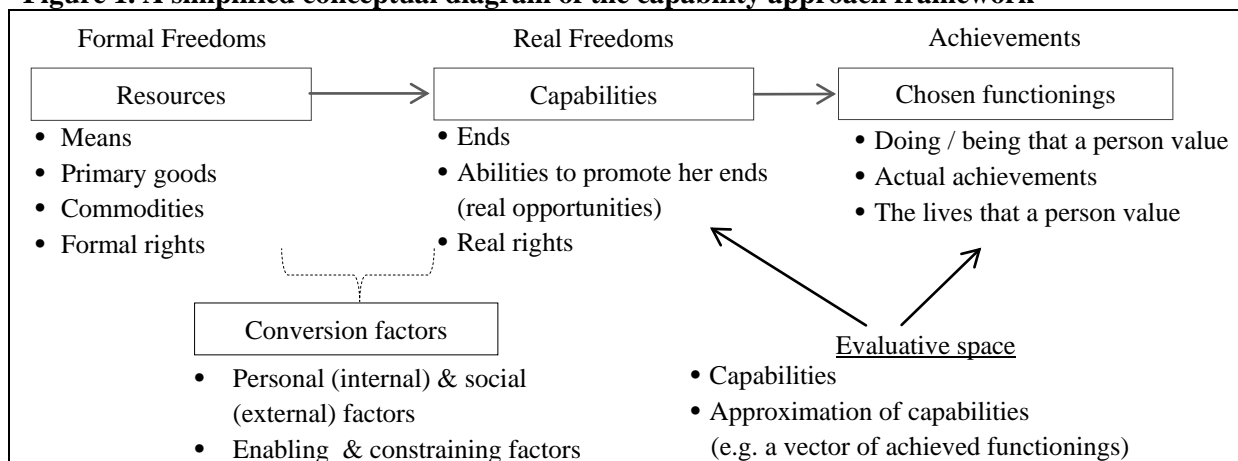 Figure 1. A simplified conceptual diagram of the capability approach framework
Formal Freedoms
Real Freedoms
Achievements
Resources
Capabilities
Chosen functionings
• Means
• Primary goods
• Commodities
• Formal rights
• Ends
• Abilities to promote her ends
(real opportunities)
• Real rights
• Doing / being that a person value
• Actual achievements
• The lives that a person value
Conversion factors
• Personal (internal) & social
(external) factors
• Enabling & constraining factors
Evaluative space
• Capabilities
• Approximation of capabilities
(e.g. a vector of achieved functionings)